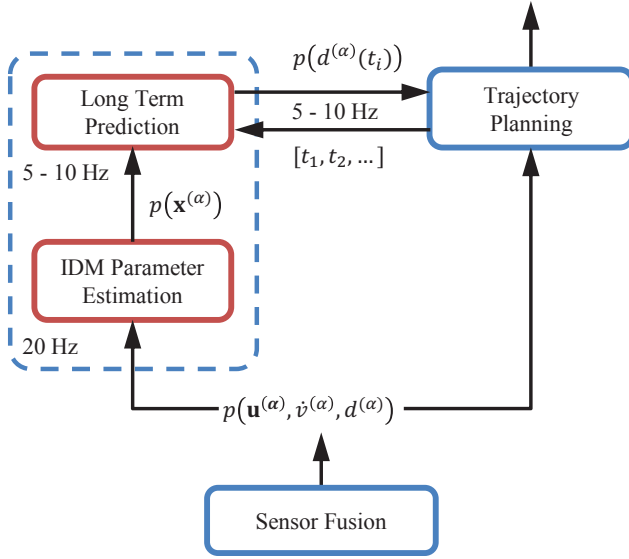 p(d^(α)(t_i))
Long Term
Prediction
5 - 10 Hz
Trajectory
Planning
[t_1, t_2, …]
5 - 10 Hz
p(𝐱^(α))
IDM Parameter
Estimation
20 Hz
p(𝐮^(𝛂), v̇^(α), d^(α))
Sensor Fusion